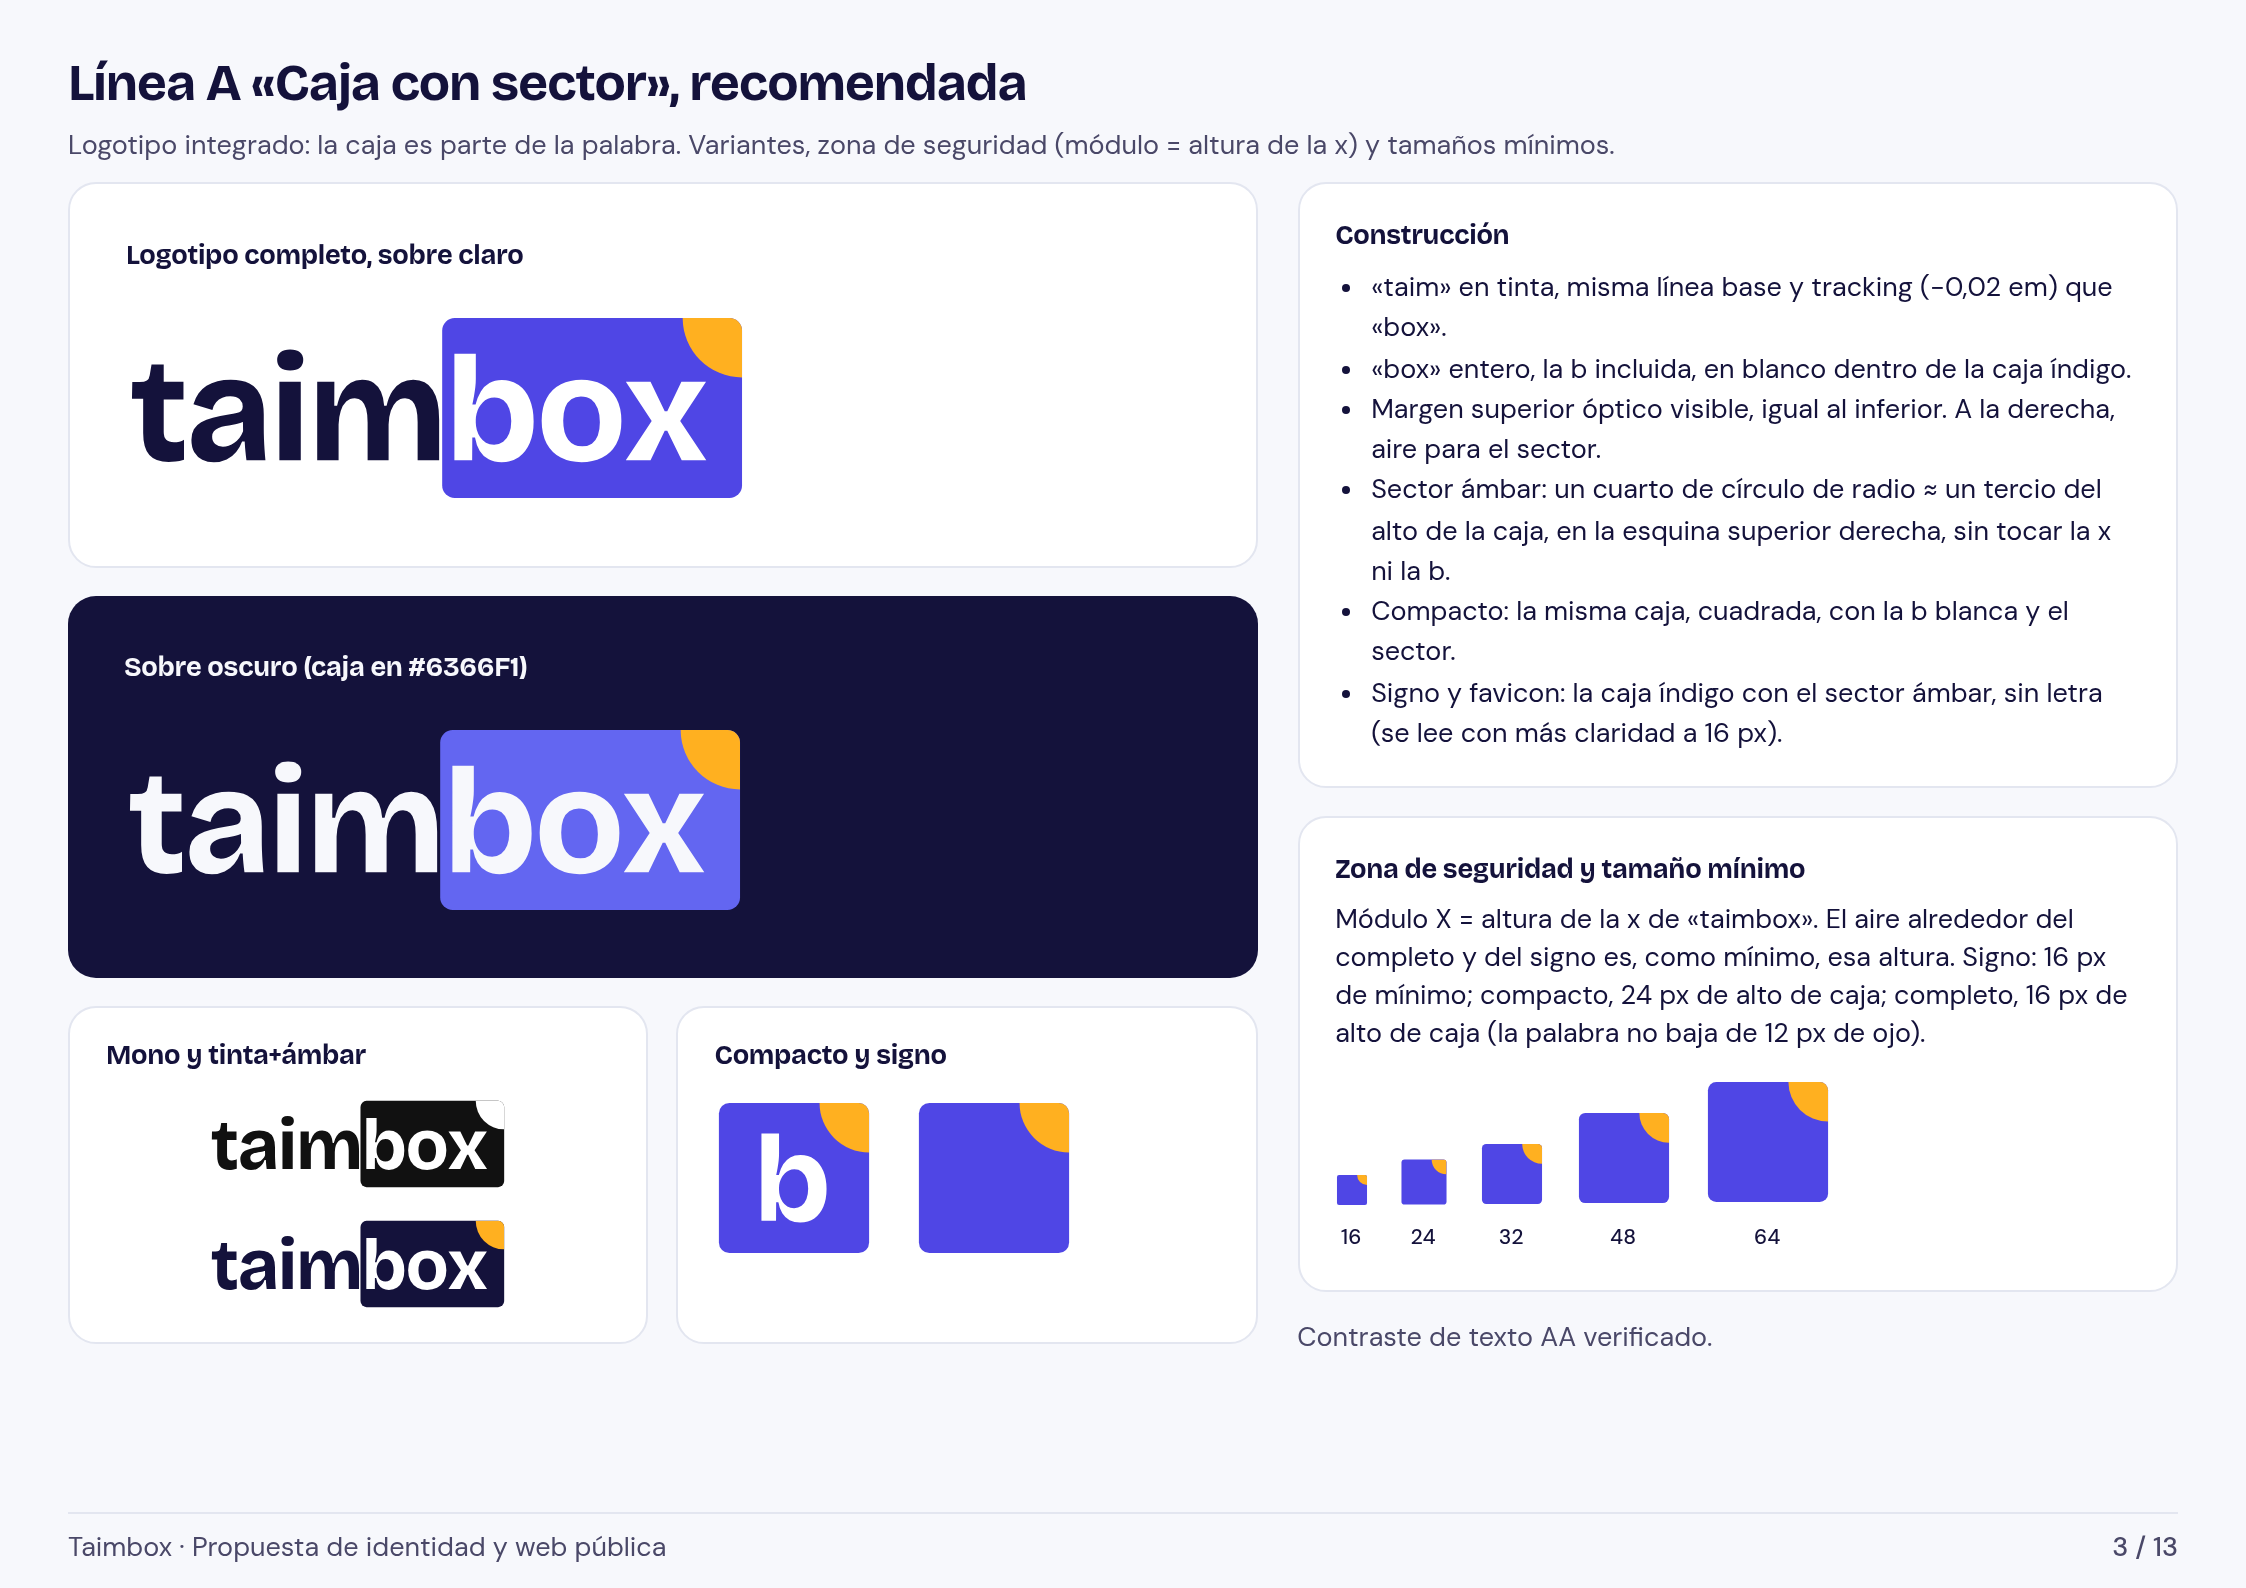 Línea A «Caja con sector», recomendada
Logotipo integrado: la caja es parte de la palabra. Variantes, zona de seguridad (módulo = altura de la x) y tamaños mínimos.
Logotipo completo, sobre claro
taimbox
Sobre oscuro (caja en #6366F1)
taimbox
Mono y tinta+ámbar
taimbox
taimbox
Compacto y signo
b
Construcción
• «taim» en tinta, misma línea base y tracking (−0,02 em) que
«box».
• «box» entero, la b incluida, en blanco dentro de la caja índigo.
• Margen superior óptico visible, igual al inferior. A la derecha,
aire para el sector.
• Sector ámbar: un cuarto de círculo de radio ≈ un tercio del
alto de la caja, en la esquina superior derecha, sin tocar la x
ni la b.
• Compacto: la misma caja, cuadrada, con la b blanca y el
sector.
• Signo y favicon: la caja índigo con el sector ámbar, sin letra
(se lee con más claridad a 16 px).
Zona de seguridad y tamaño mínimo
Módulo X = altura de la x de «taimbox». El aire alrededor del
completo y del signo es, como mínimo, esa altura. Signo: 16 px
de mínimo; compacto, 24 px de alto de caja; completo, 16 px de
alto de caja (la palabra no baja de 12 px de ojo).
16 24 32 48 64
Contraste de texto AA verificado.
Taimbox · Propuesta de identidad y web pública
3 / 13